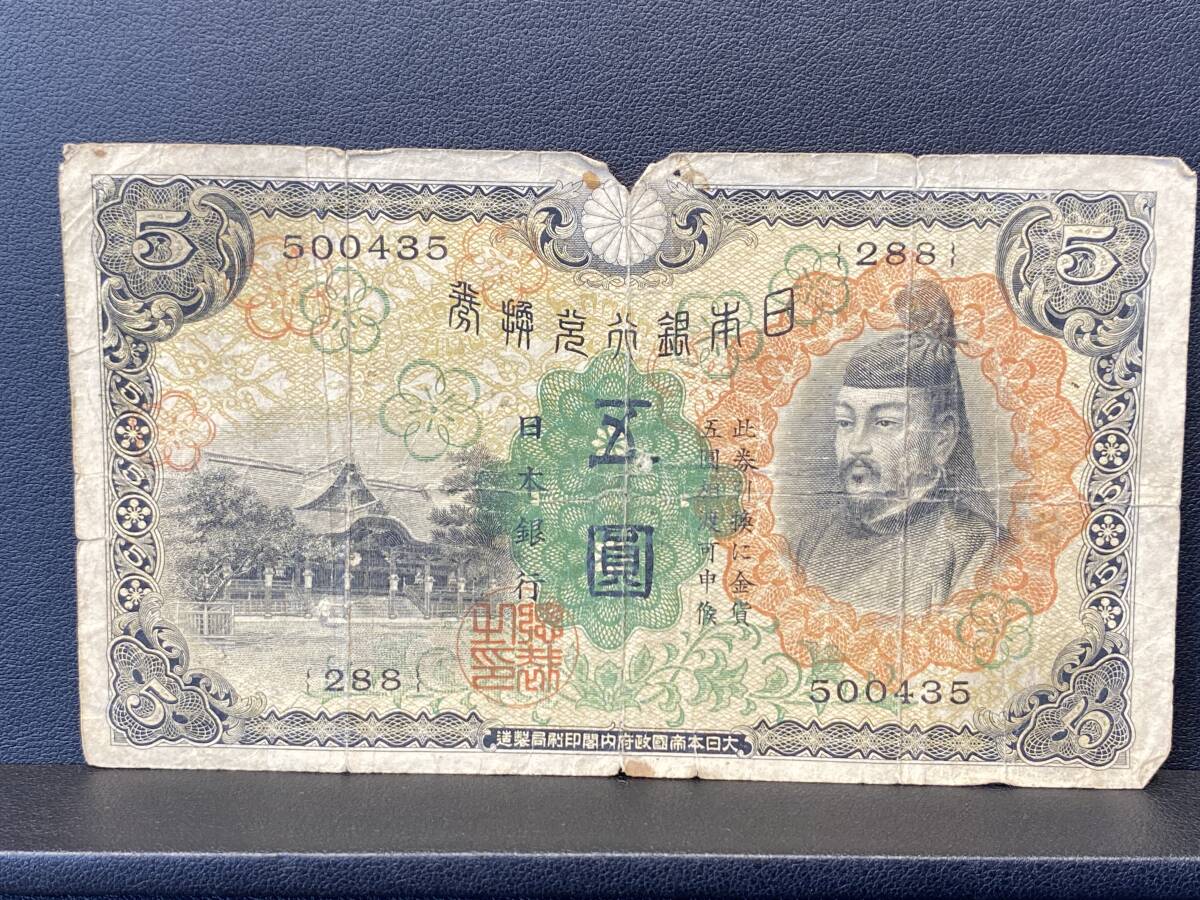 5
500435
{288}
5
日本銀行兌換券
五圓
此券引換に金貨
五圓相渡可申候
日本銀行
{288}
500435
5
5
大日本帝國政府内閣印刷局製造